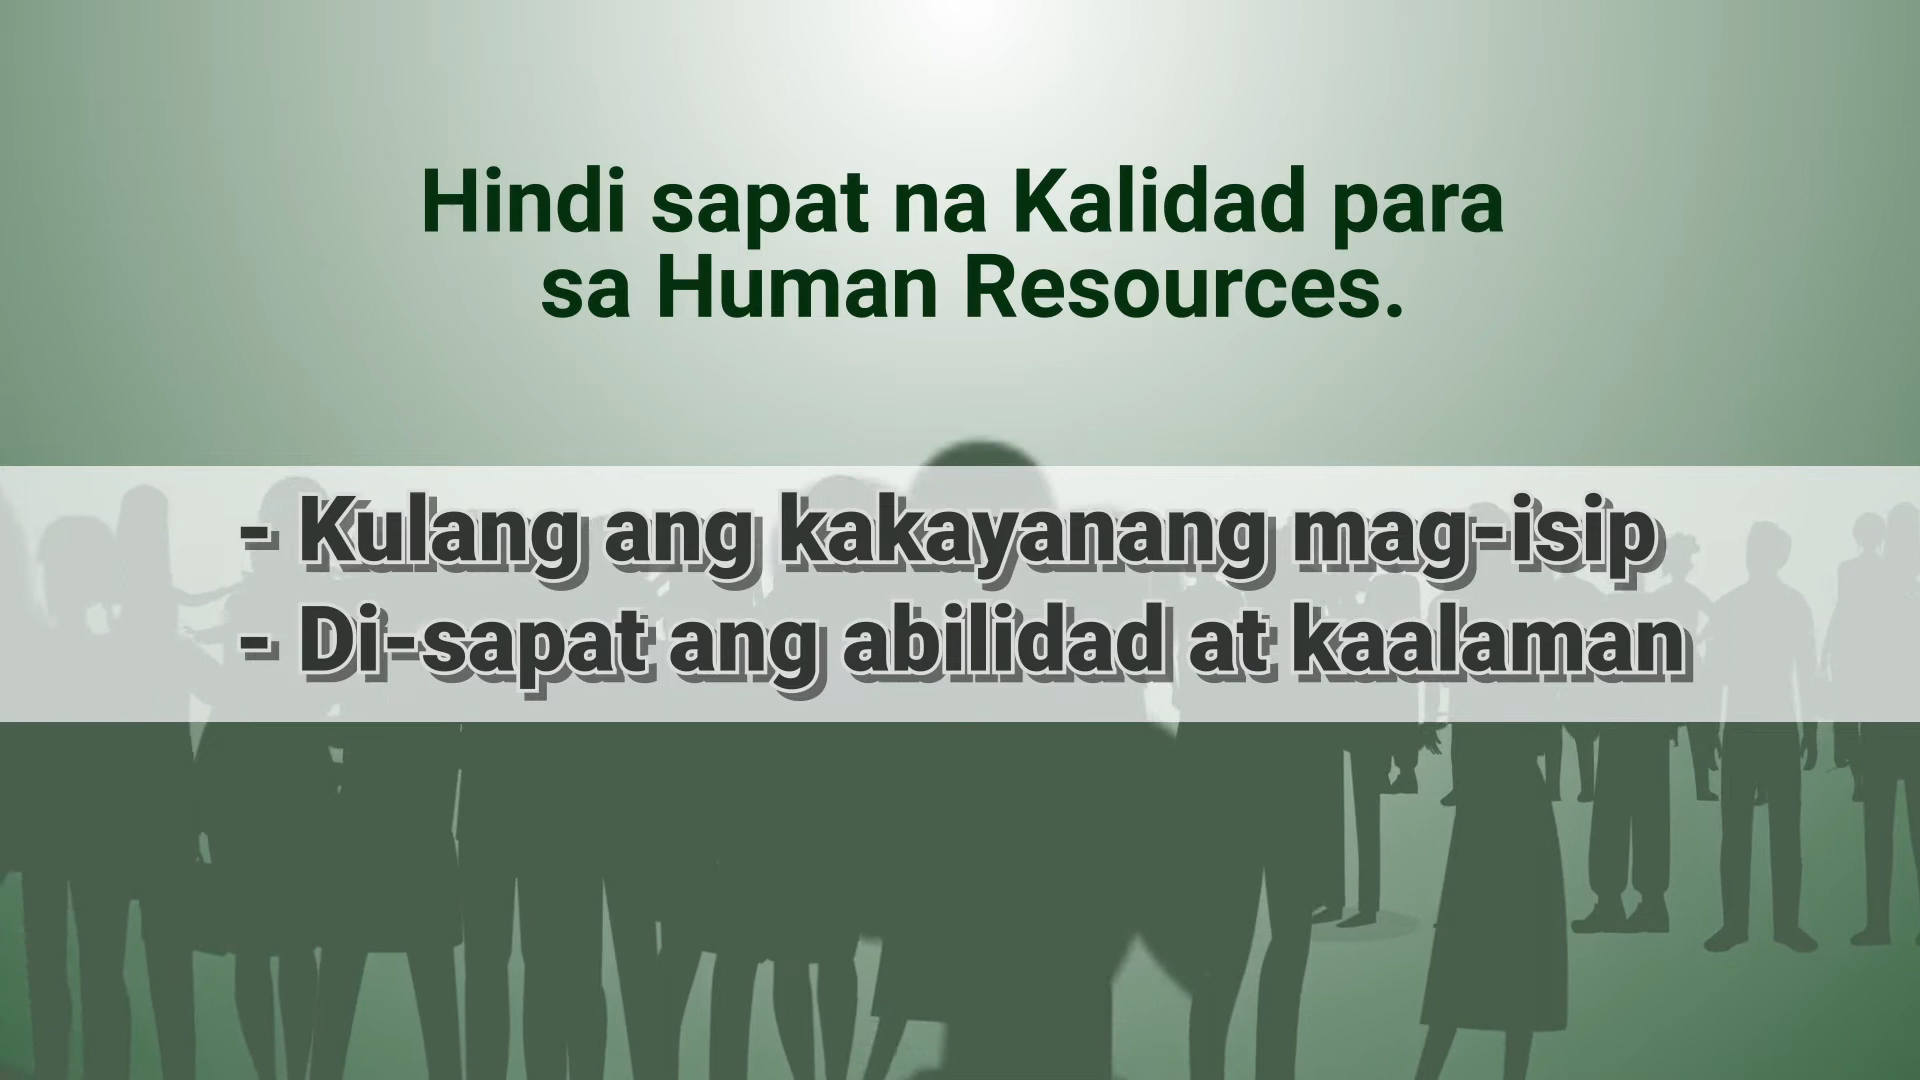 Hindi sapat na Kalidad para
sa Human Resources.
- Kulang ang kakayanang mag-isip
- Di-sapat ang abilidad at kaalaman